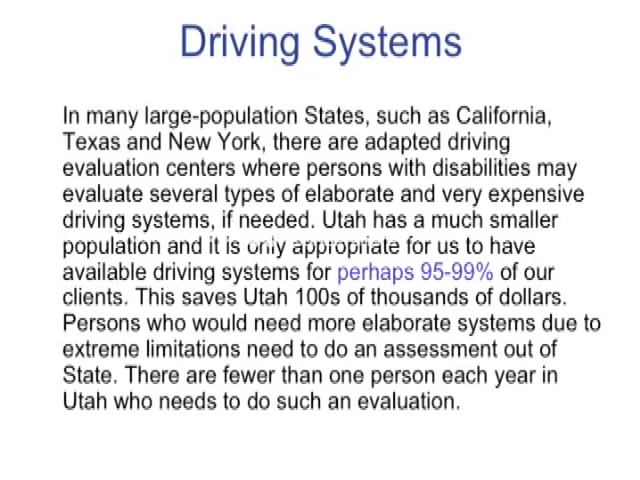 Driving Systems
In many large-population States, such as California,
Texas and New York, there are adapted driving
evaluation centers where persons with disabilities may
evaluate several types of elaborate and very expensive
driving systems, if needed. Utah has a much smaller
population and it is only appropriate for us to have
available driving systems for perhaps 95-99% of our
clients. This saves Utah 100s of thousands of dollars.
Persons who would need more elaborate systems due to
extreme limitations need to do an assessment out of
State. There are fewer than one person each year in
Utah who needs to do such an evaluation.